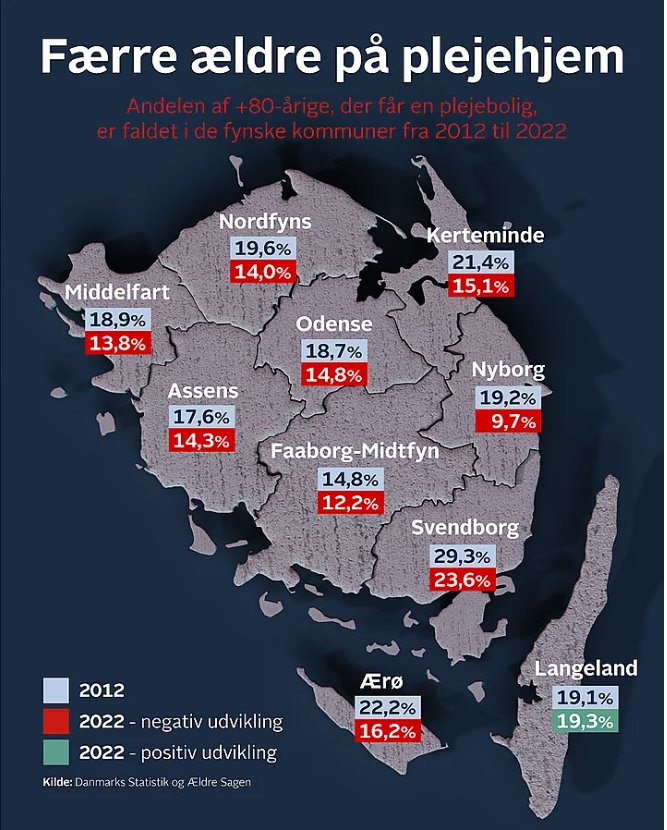 Færre ældre på plejehjem
Andelen af +80-årige, der får en plejebolig,
er faldet i de fynske kommuner fra 2012 til 2022
Nordfyns
19,6%
14,0%
Kerteminde
21,4%
15,1%
Middelfart
18,9%
13,8%
Odense
18,7%
14,8%
Nyborg
19,2%
9,7%
Assens
17,6%
14,3%
Faaborg-Midtfyn
14,8%
12,2%
Svendborg
29,3%
23,6%
Langeland
19,1%
19,3%
Ærø
22,2%
16,2%
2012
2022 - negativ udvikling
2022 - positiv udvikling
Kilde: Danmarks Statistik og Ældre Sagen